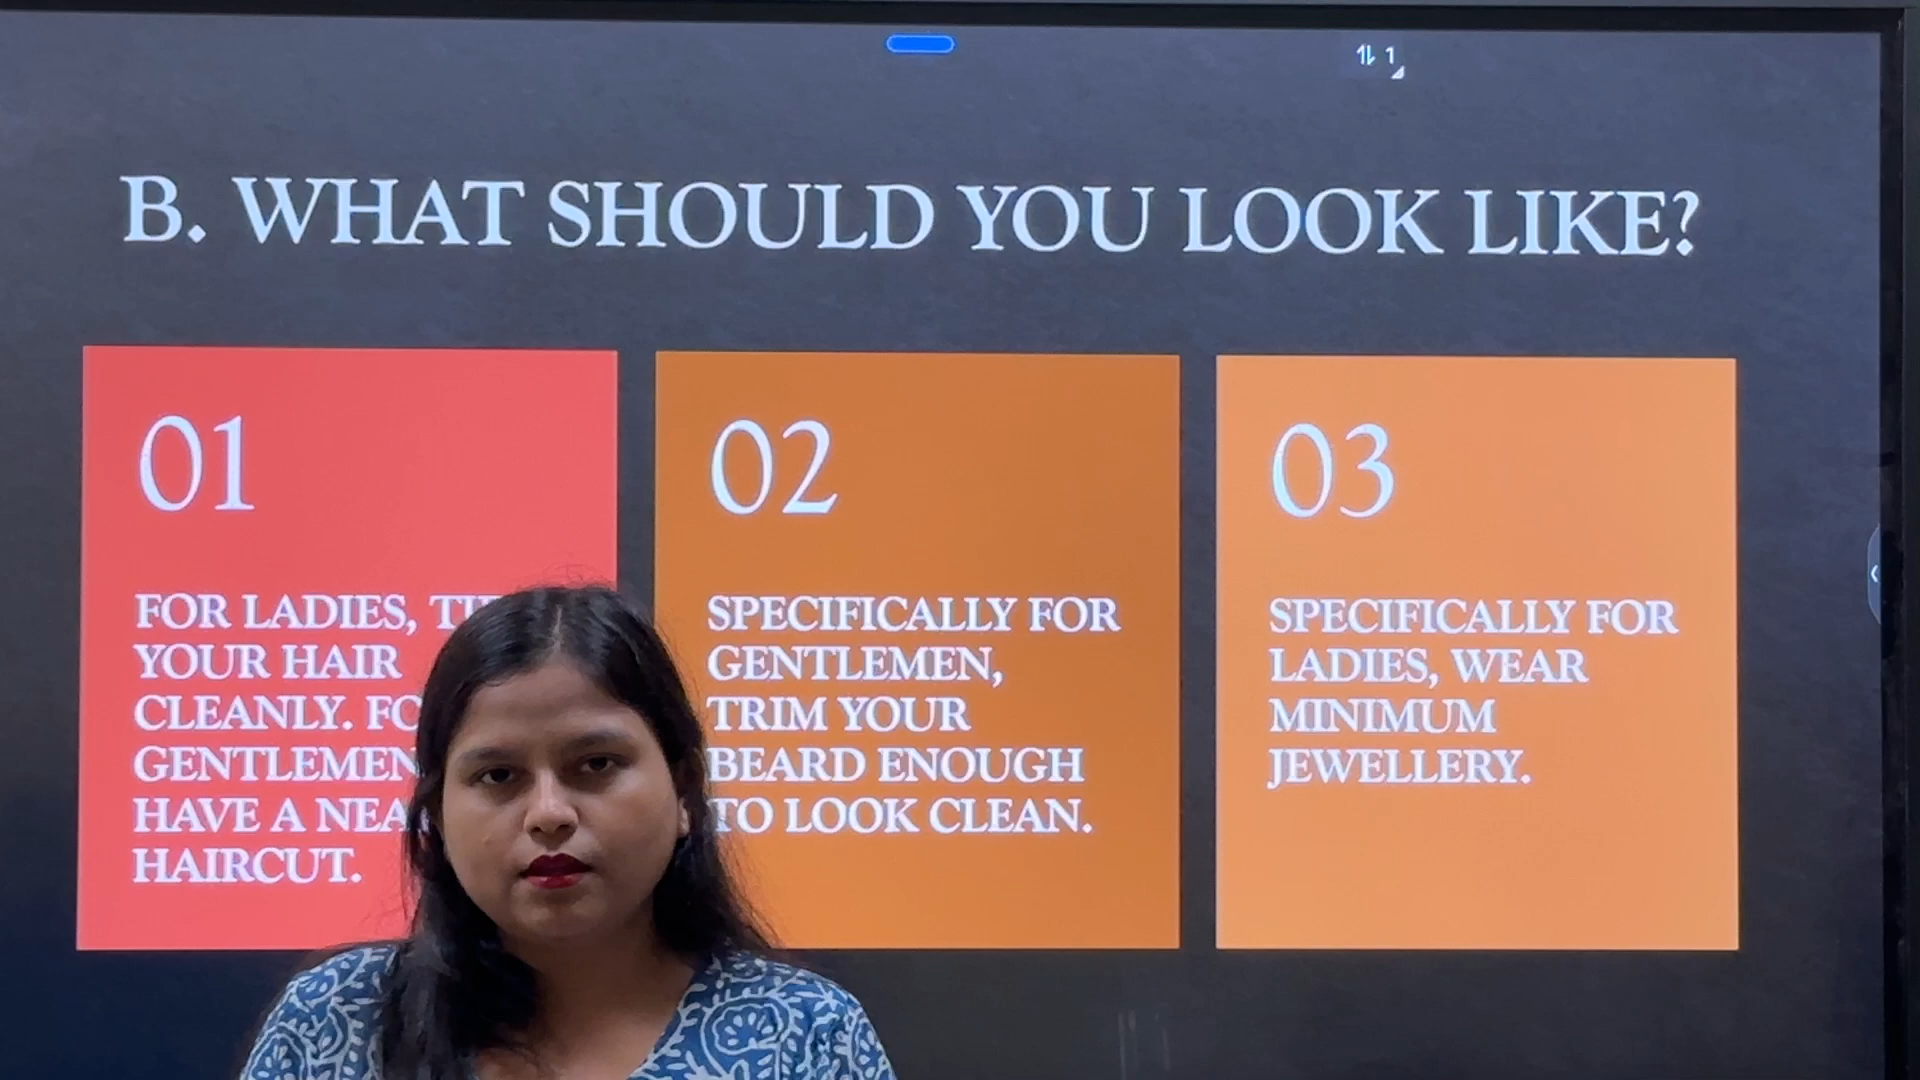 1
B. WHAT SHOULD YOU LOOK LIKE?
01
FOR LADIES,
YOUR HAIR
CLEANLY.
GENTLEMEN
HAVE A
HAIRCUT.
02
SPECIFICALLY FOR
GENTLEMEN,
TRIM YOUR
BEARD ENOUGH
TO LOOK CLEAN.
03
SPECIFICALLY FOR
LADIES, WEAR
MINIMUM
JEWELLERY.